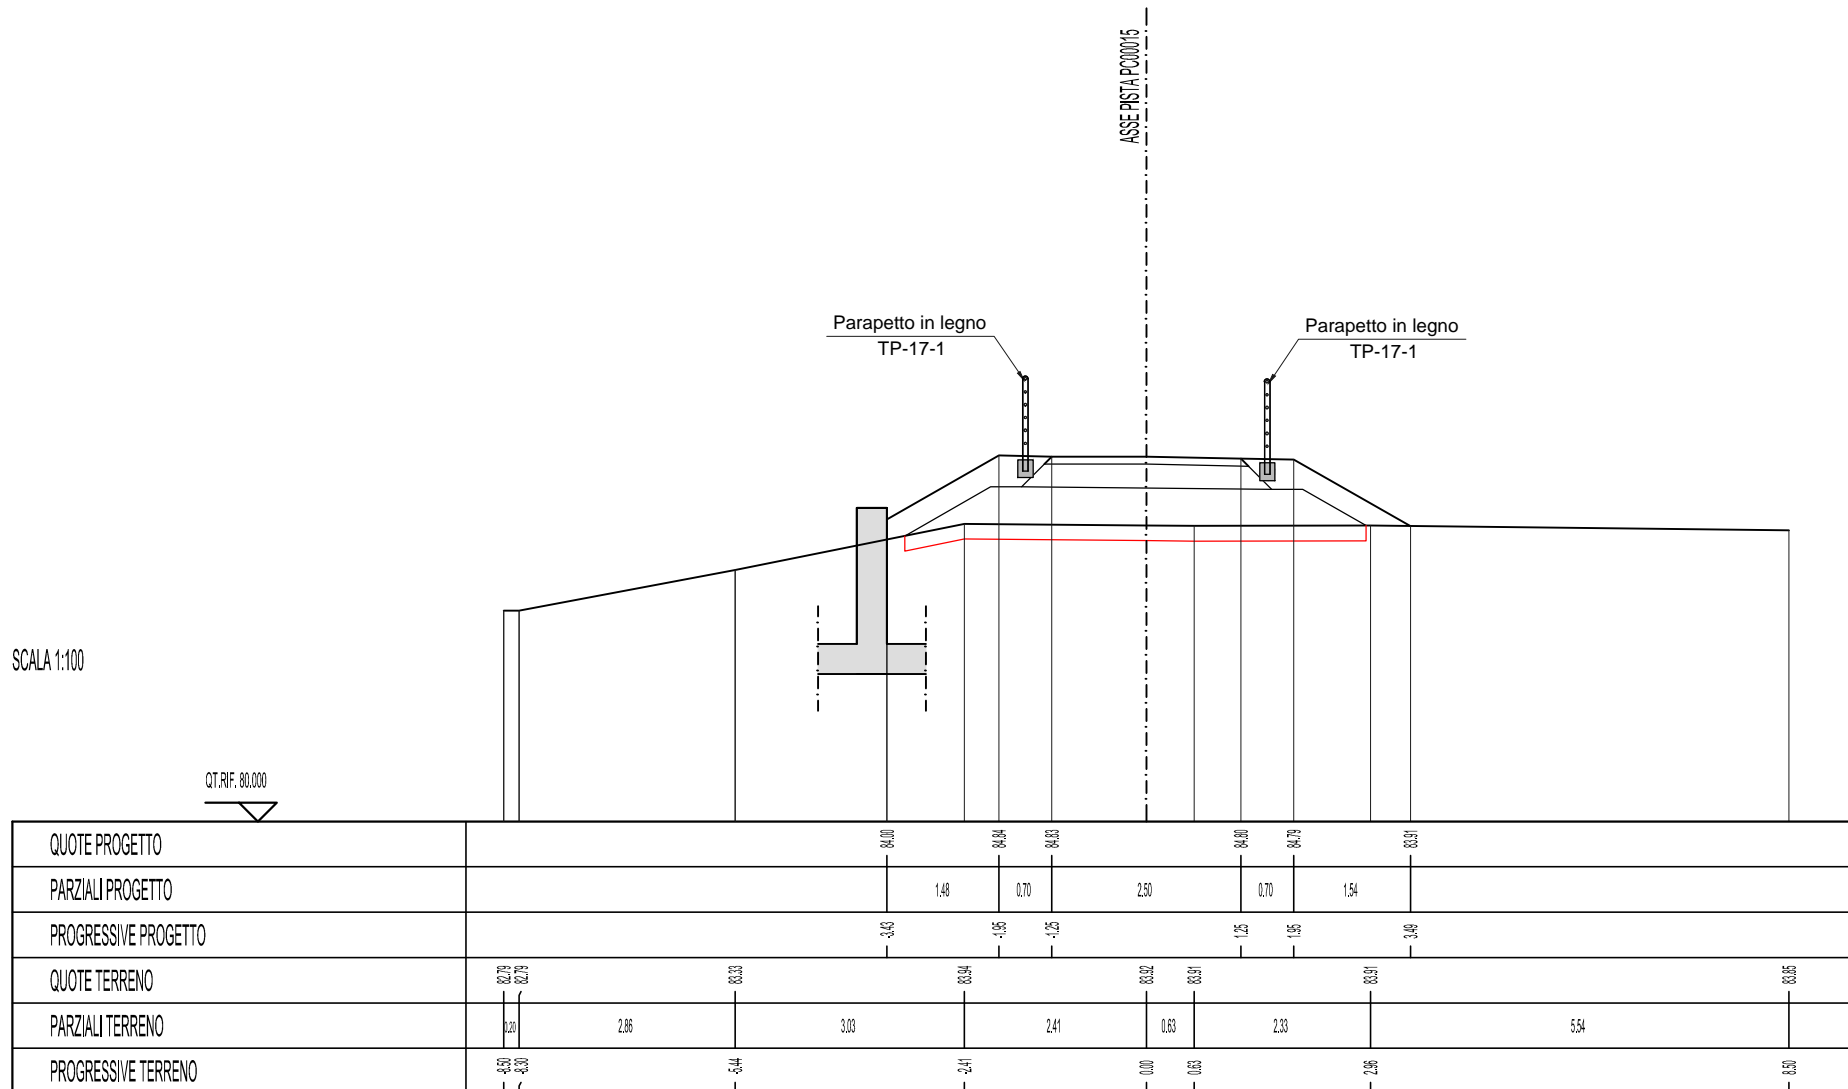 ASSE PISTA PC00015
Parapetto in legno
TP-17-1
Parapetto in legno
TP-17-1
SCALA 1:100
QT.RIF. 80.000
QUOTE PROGETTO 84.00 84.84 84.83 84.80 84.79 83.91
PARZIALI PROGETTO 1.48 0.70 2.50 0.70 1.54
PROGRESSIVE PROGETTO -3.43 -1.95 -1.25 1.25 1.95 3.49
QUOTE TERRENO 82.79 82.79 83.33 83.94 83.92 83.91 83.91 83.85
PARZIALI TERRENO 0.20 2.86 3.03 2.41 0.63 2.33 5.54
PROGRESSIVE TERRENO -8.50 -8.30 -5.44 -2.41 0.00 0.63 2.96 8.50